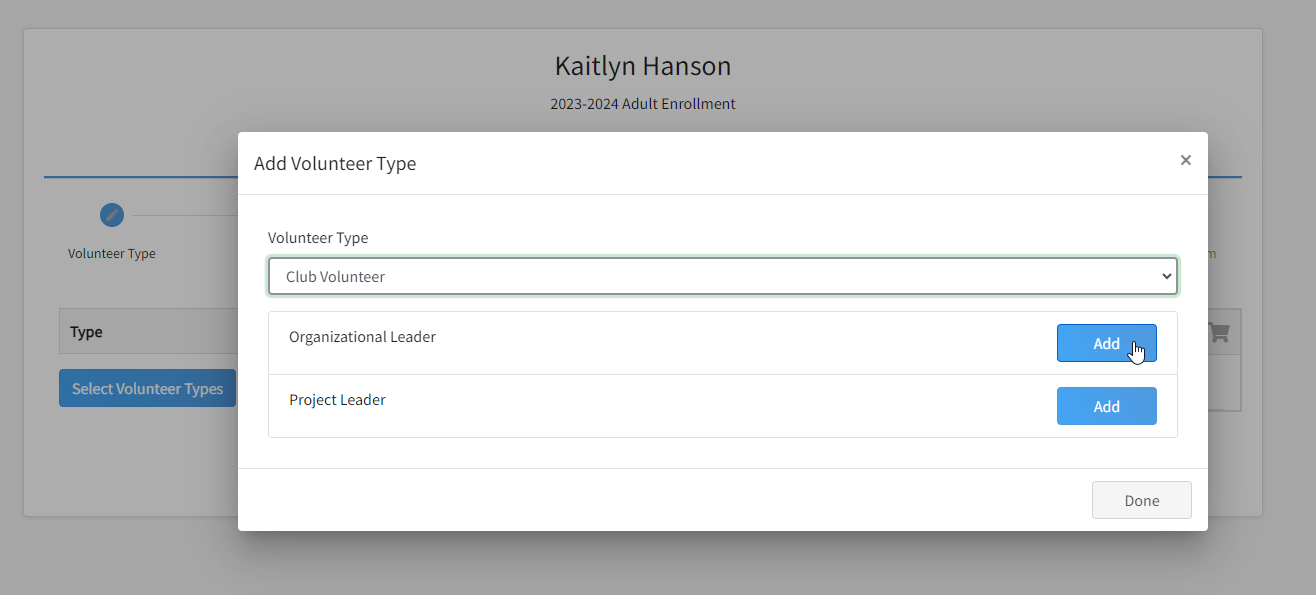 Kaitlyn Hanson
2023-2024 Adult Enrollment
Add Volunteer Type
×
Volunteer Type
Volunteer Type
Club Volunteer
Type
Organizational Leader
Add
Select Volunteer Types
Project Leader
Add
Done